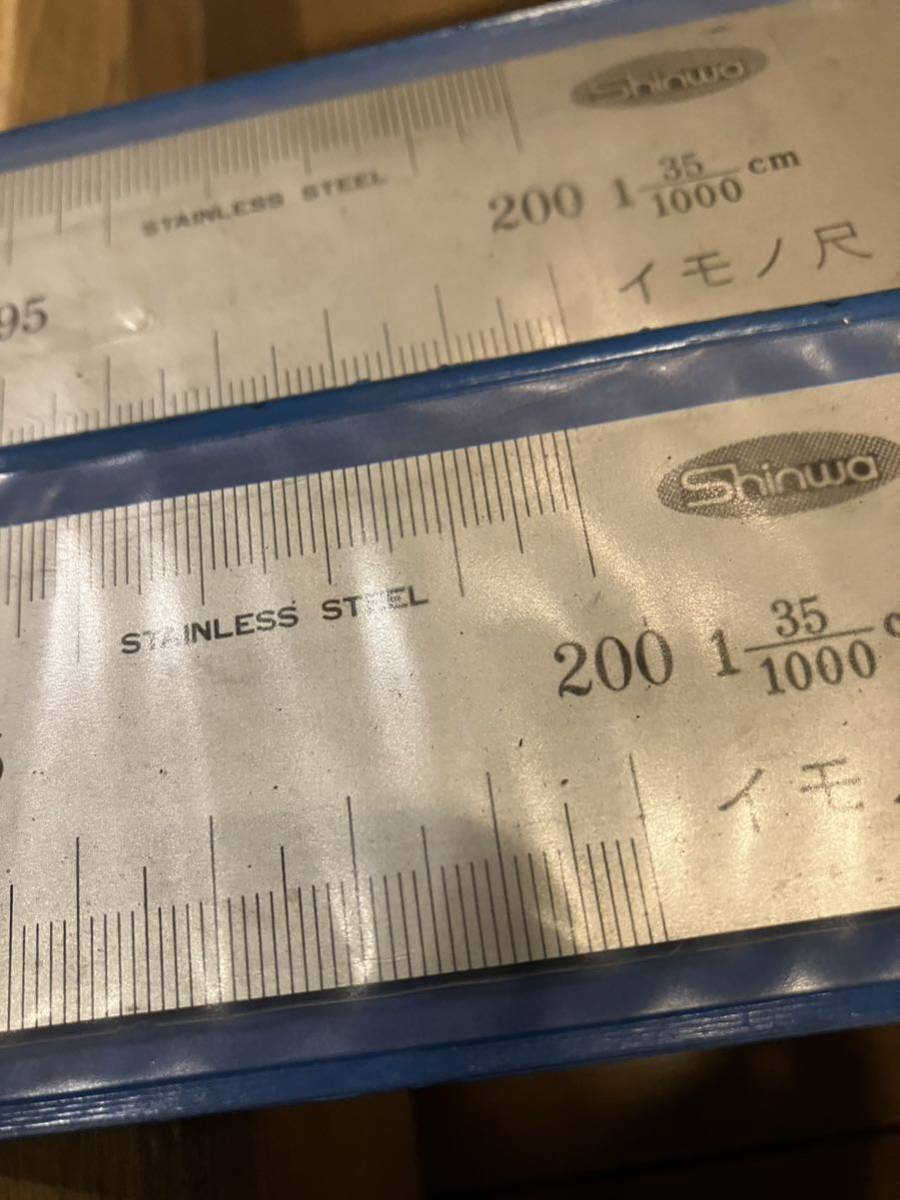 Shinwa
STAINLESS STEEL
200 1 35/1000 cm
イモノ尺
95
Shinwa
STAINLESS STEEL
200 1 35/1000
イモ